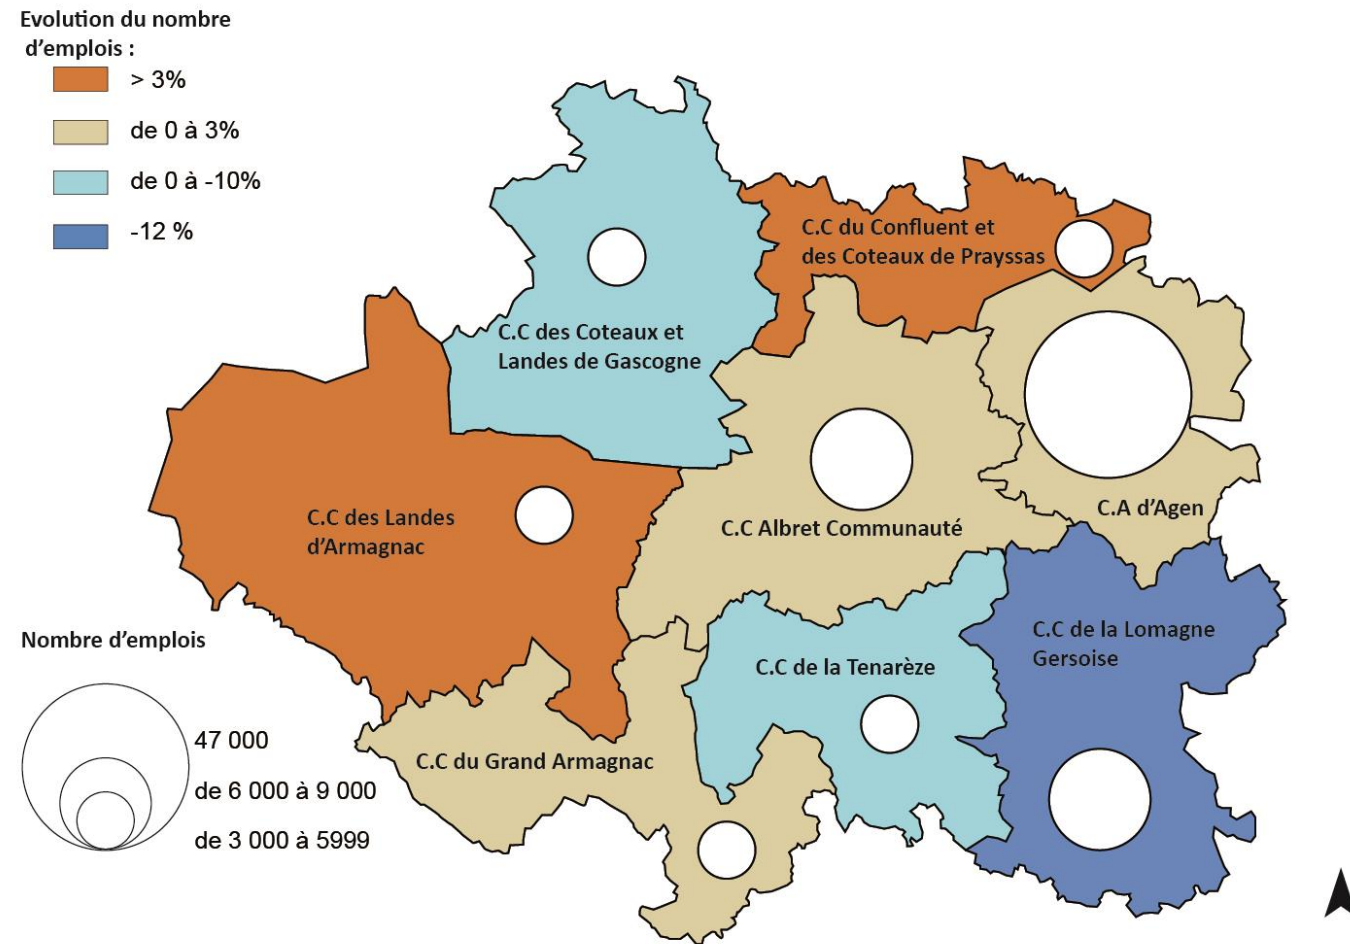 Evolution du nombre
d’emplois :
> 3%
de 0 à 3%
de 0 à -10%
-12 %
C.C du Confluent et
des Coteaux de Prayssas
C.C des Coteaux et
Landes de Gascogne
C.C des Landes
d’Armagnac
C.C Albret Communauté
C.A d’Agen
C.C de la Lomagne
Gersoise
C.C de la Tenarèze
C.C du Grand Armagnac
Nombre d’emplois
47 000
de 6 000 à 9 000
de 3 000 à 5999